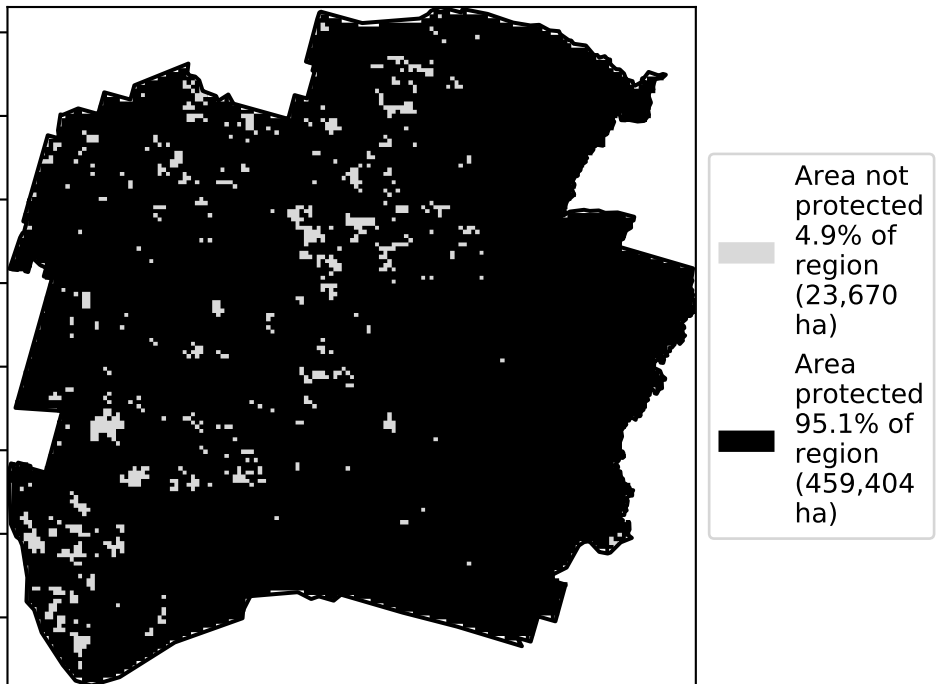 Area not
protected
4.9% of
region
(23,670
ha)
Area
protected
95.1% of
region
(459,404
ha)